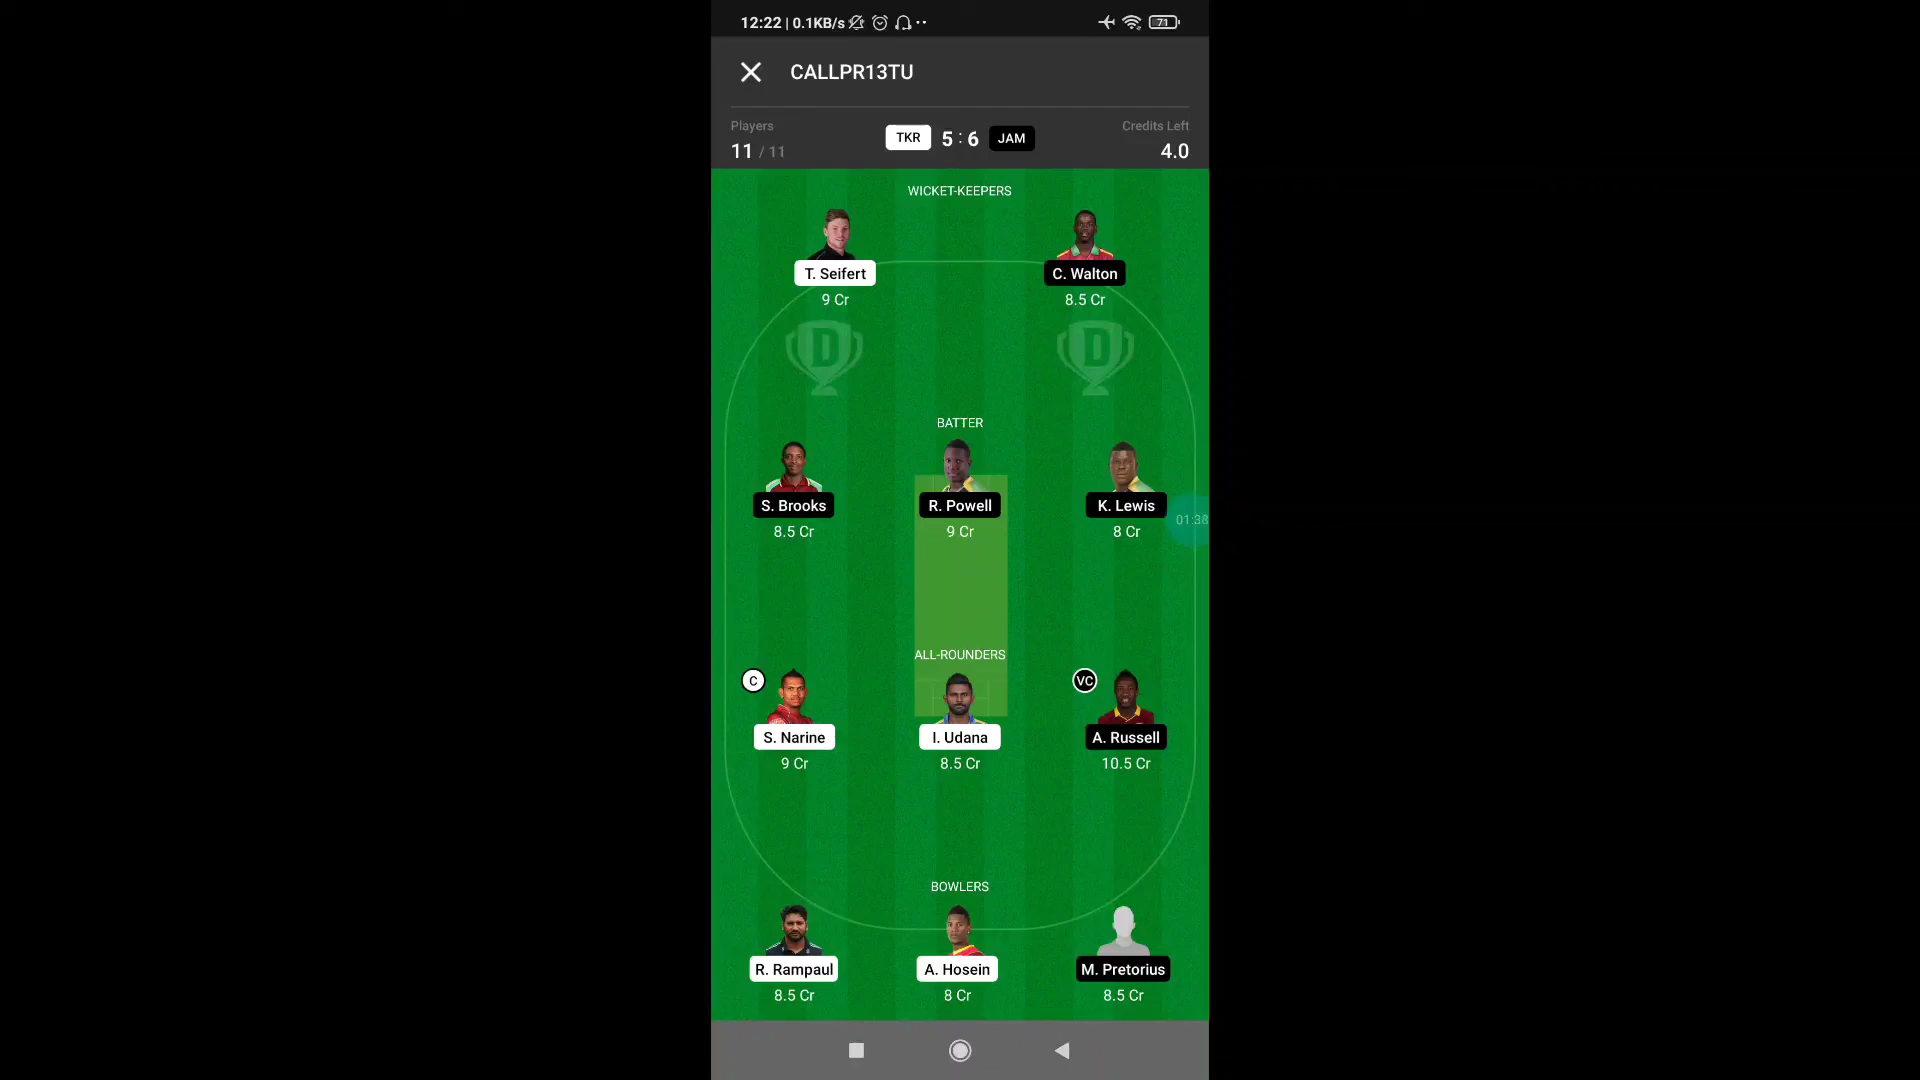 12:22 | 0.1KB/s
71
CALLPR13TU
Players
Credits Left
11 / 11
TKR 5 : 6 JAM
4.0
WICKET-KEEPERS
T. Seifert
C. Walton
9 Cr
8.5 Cr
D
D
BATTER
S. Brooks
R. Powell
K. Lewis
01:38
8.5 Cr
9 Cr
8 Cr
ALL-ROUNDERS
C
VC
S. Narine
I. Udana
A. Russell
9 Cr
8.5 Cr
10.5 Cr
BOWLERS
R. Rampaul
A. Hosein
M. Pretorius
8.5 Cr
8 Cr
8.5 Cr